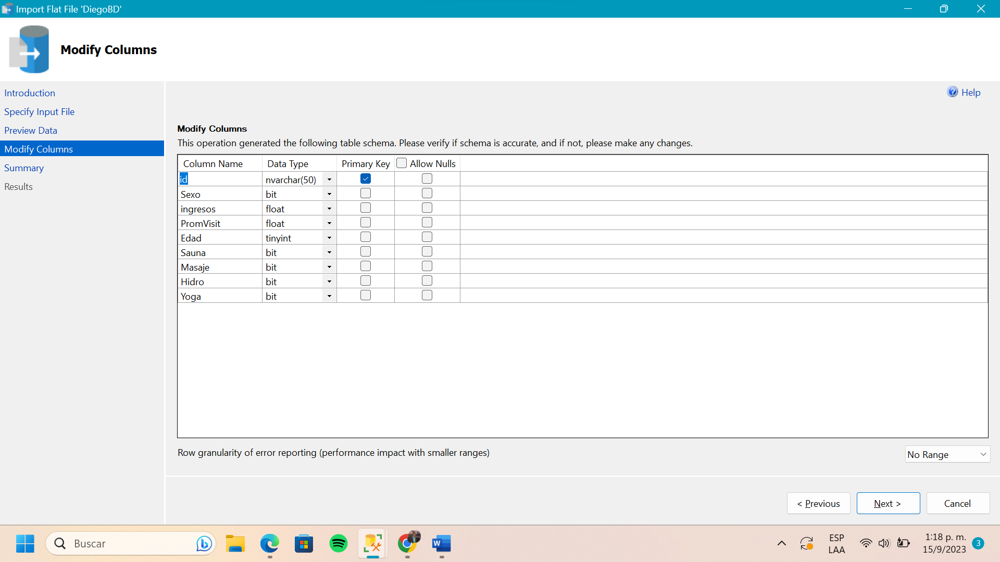 Import Flat File 'DiegoBD'
Modify Columns
Introduction
Specify Input File
Preview Data
Modify Columns
Summary
Results
Help
Modify Columns
This operation generated the following table schema. Please verify if schema is accurate, and if not, please make any changes.
Column Name Data Type Primary Key Allow Nulls
id nvarchar(50)
Sexo bit
ingresos float
PromVisit float
Edad tinyint
Sauna bit
Masaje bit
Hidro bit
Yoga bit
Row granularity of error reporting (performance impact with smaller ranges)
No Range
< Previous Next > Cancel
Buscar
ESP
LAA
1:18 p. m.
15/9/2023
3